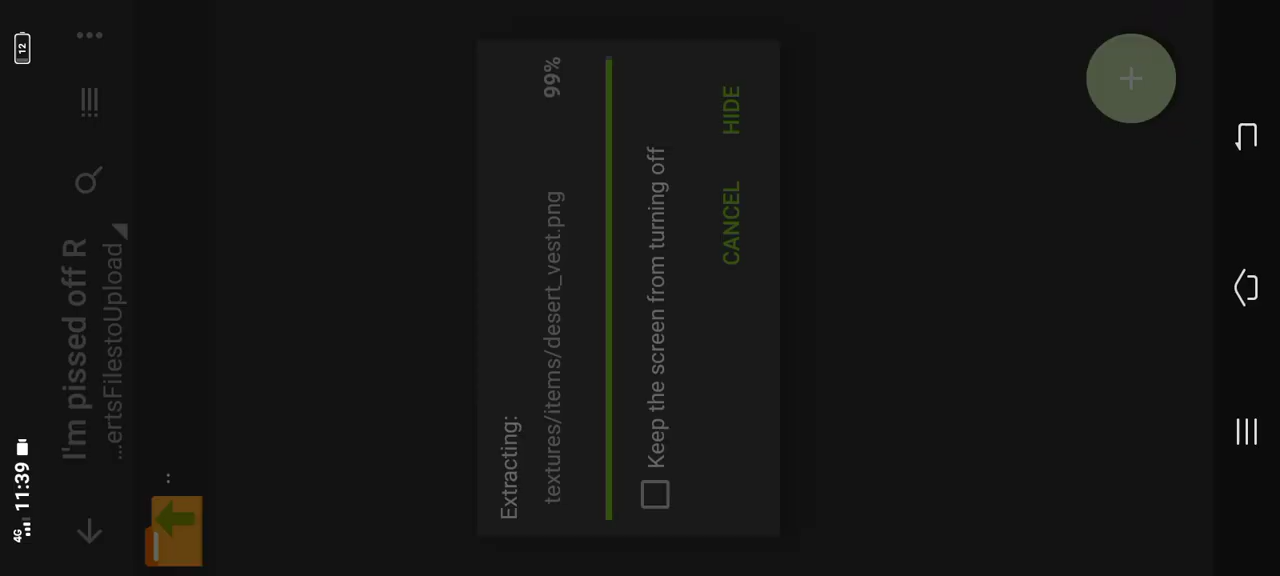 4G 11:39 12
I'm pissed off R
...ertsFilestoUpload
..
Extracting:
textures/items/desert_vest.png 99%
Keep the screen from turning off
CANCEL HIDE